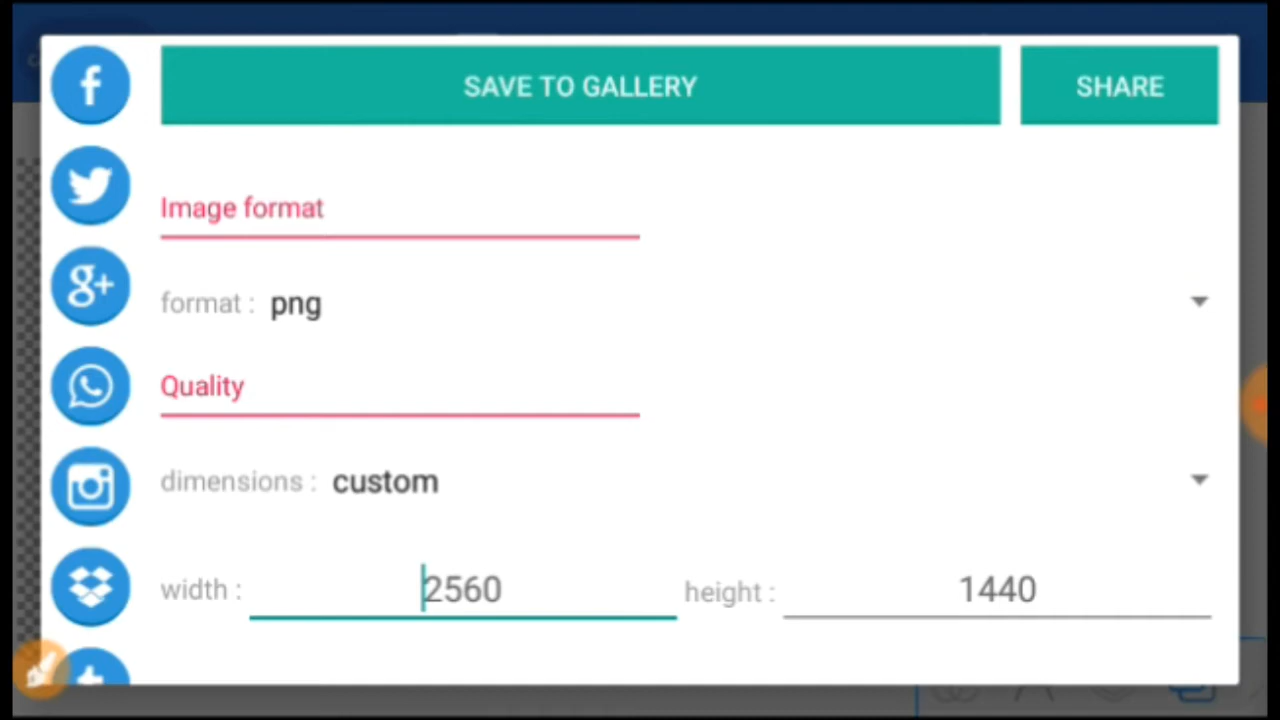 SAVE TO GALLERY
SHARE
Image format
format : png
Quality
dimensions : custom
width : 2560 height : 1440